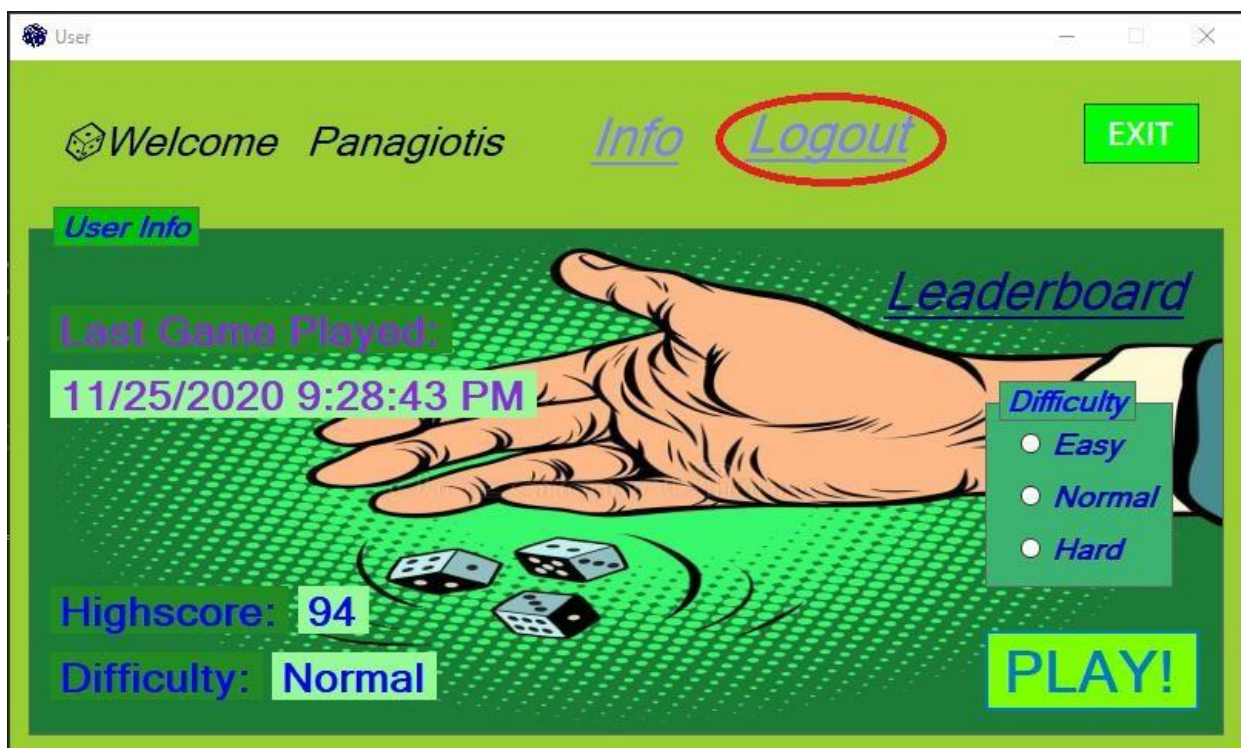 User
Welcome Panagiotis
Info
Logout
EXIT
User Info
Leaderboard
Last Game Played:
11/25/2020 9:28:43 PM
Difficulty
Easy
Normal
Hard
Highscore: 94
Difficulty: Normal
PLAY!